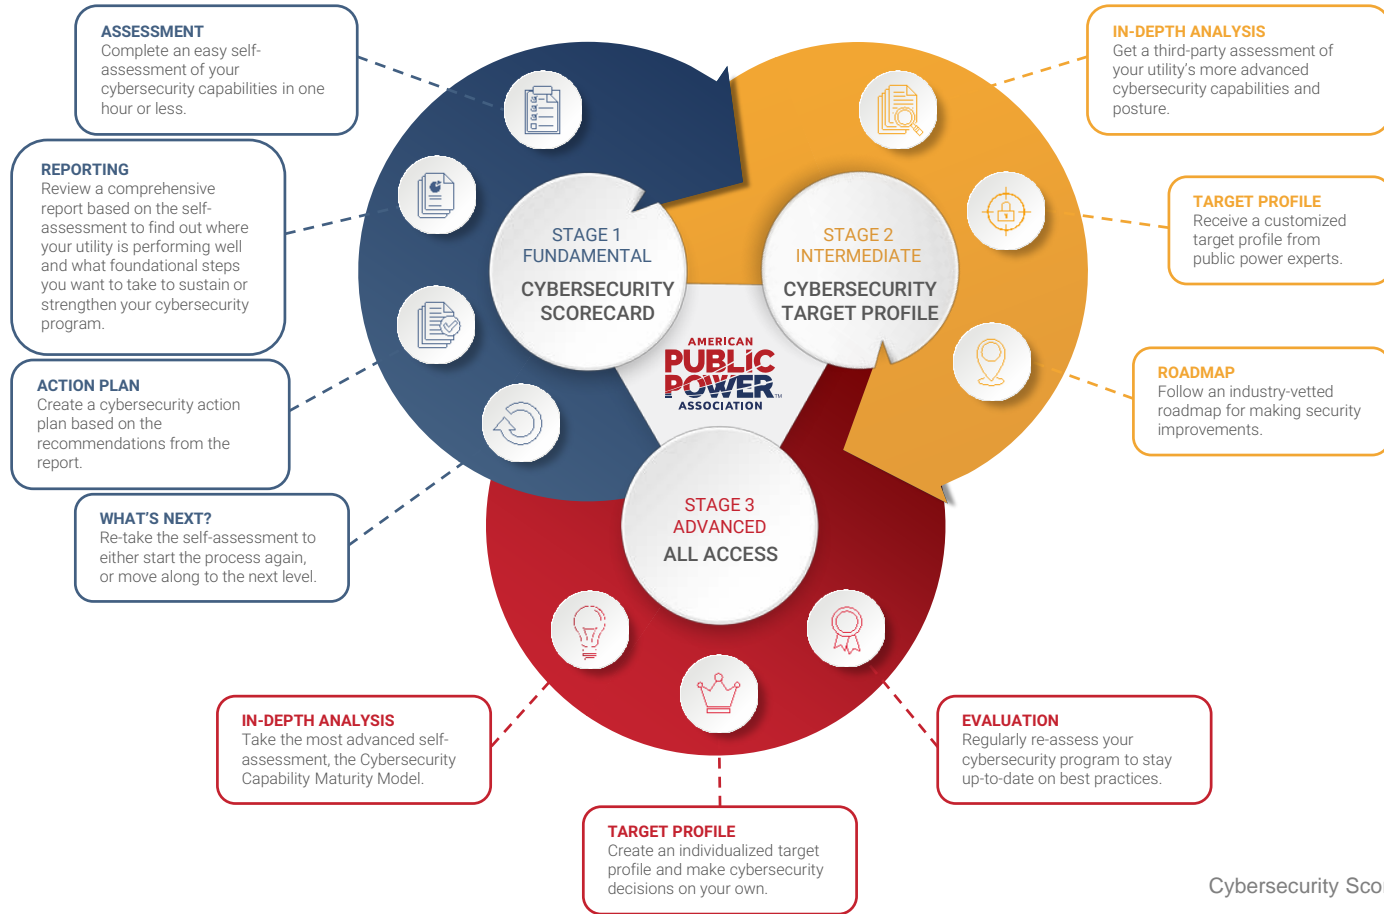 ASSESSMENT
Complete an easy self-
assessment of your
cybersecurity capabilities in one
hour or less.
REPORTING
Review a comprehensive
report based on the self-
assessment to find out where
your utility is performing well
and what foundational steps
you want to take to sustain or
strengthen your cybersecurity
program.
ACTION PLAN
Create a cybersecurity action
plan based on the
recommendations from the
report.
WHAT'S NEXT?
Re-take the self-assessment to
either start the process again,
or move along to the next level.
STAGE 1
FUNDAMENTAL
CYBERSECURITY
SCORECARD
STAGE 2
INTERMEDIATE
CYBERSECURITY
TARGET PROFILE
AMERICAN
PUBLIC
POWER™
ASSOCIATION
STAGE 3
ADVANCED
ALL ACCESS
IN-DEPTH ANALYSIS
Get a third-party assessment of
your utility's more advanced
cybersecurity capabilities and
posture.
TARGET PROFILE
Receive a customized
target profile from
public power experts.
ROADMAP
Follow an industry-vetted
roadmap for making security
improvements.
IN-DEPTH ANALYSIS
Take the most advanced self-
assessment, the Cybersecurity
Capability Maturity Model.
TARGET PROFILE
Create an individualized target
profile and make cybersecurity
decisions on your own.
EVALUATION
Regularly re-assess your
cybersecurity program to stay
up-to-date on best practices.
Cybersecurity Sco